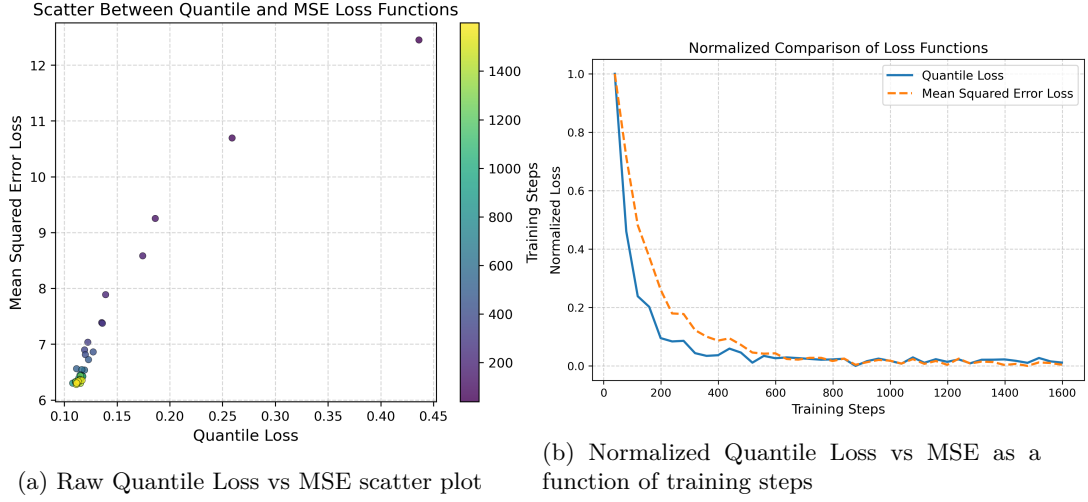 Scatter Between Quantile and MSE Loss Functions
Mean Squared Error Loss
12
11
10
9
8
7
6
0.10 0.15 0.20 0.25 0.30 0.35 0.40 0.45
Quantile Loss
1400
1200
1000
800
600
400
200
Training Steps
(a) Raw Quantile Loss vs MSE scatter plot
Normalized Comparison of Loss Functions
Quantile Loss
Mean Squared Error Loss
Normalized Loss
1.0
0.8
0.6
0.4
0.2
0.0
0 200 400 600 800 1000 1200 1400 1600
Training Steps
(b) Normalized Quantile Loss vs MSE as a
function of training steps